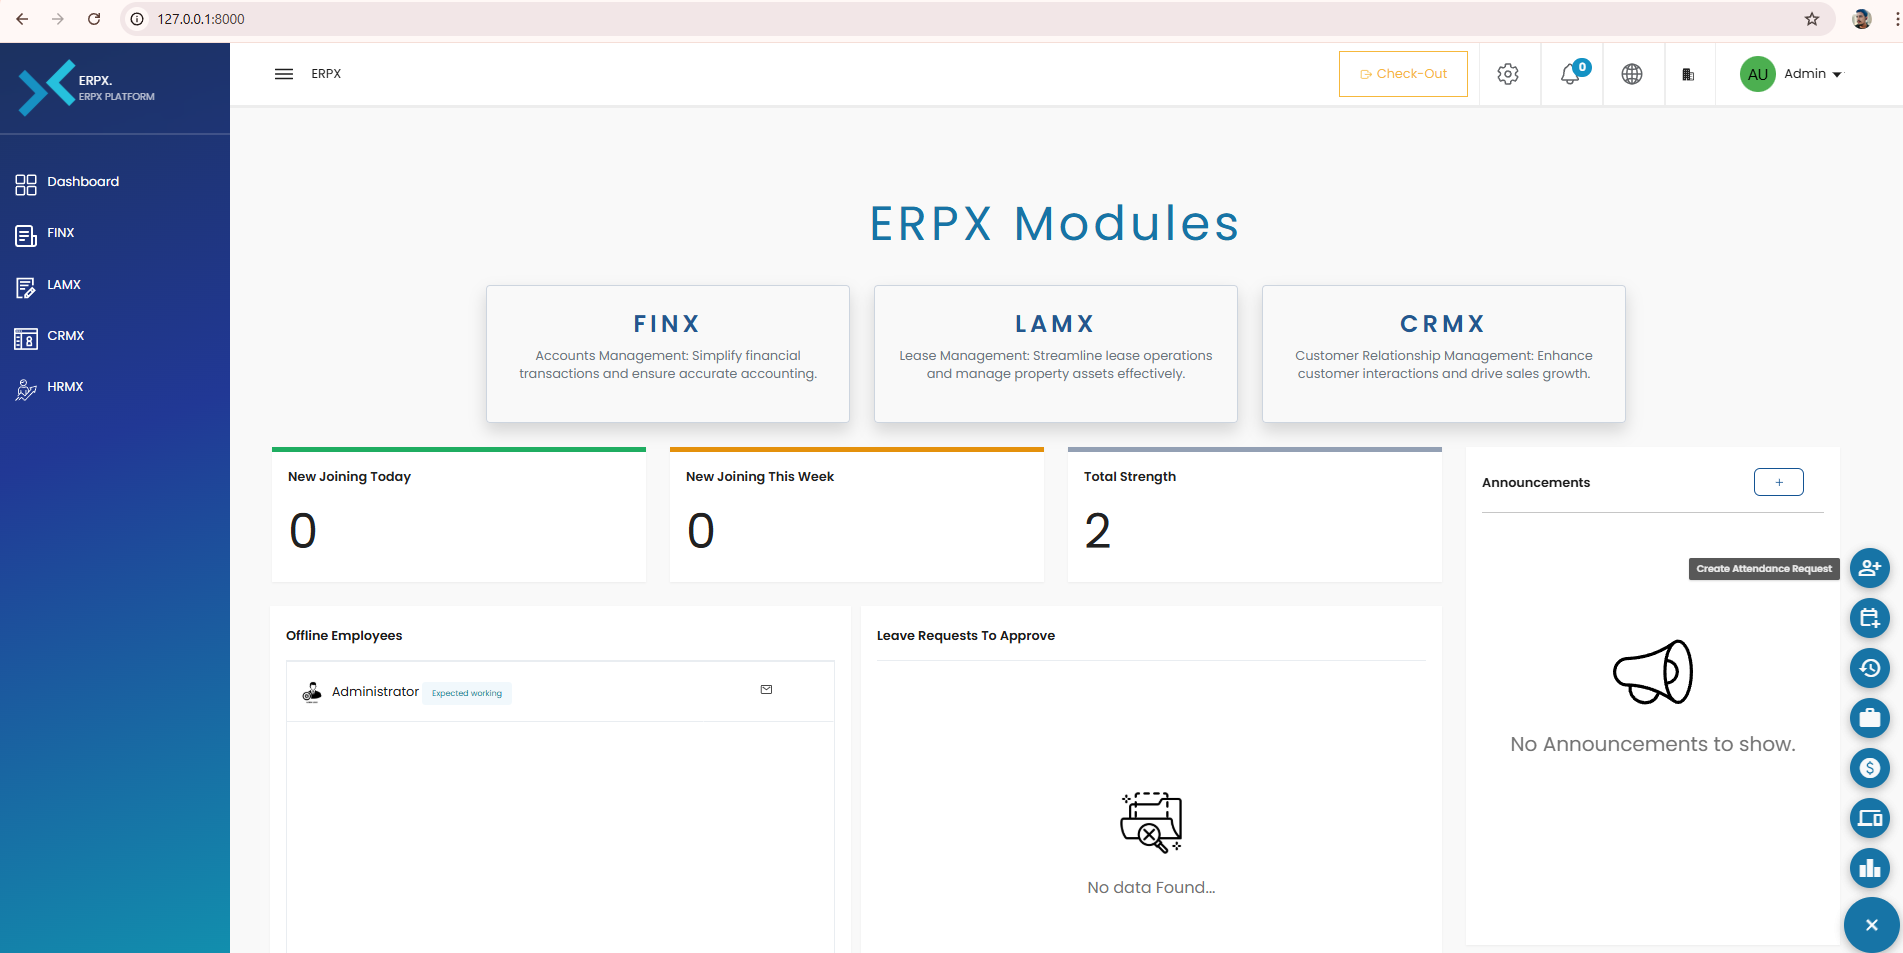 127.0.0.1:8000
ERPX.
ERPX PLATFORM
ERPX
Check-Out
0
AU
Admin
Dashboard
FINX
LAMX
CRMX
HRMX
ERPX Modules
FINX
Accounts Management: Simplify financial
transactions and ensure accurate accounting.
LAMX
Lease Management: Streamline lease operations
and manage property assets effectively.
CRMX
Customer Relationship Management: Enhance
customer interactions and drive sales growth.
New Joining Today
0
New Joining This Week
0
Total Strength
2
Announcements
+
Create Attendance Request
No Announcements to show.
Offline Employees
Administrator
Expected working
Leave Requests To Approve
No data Found...